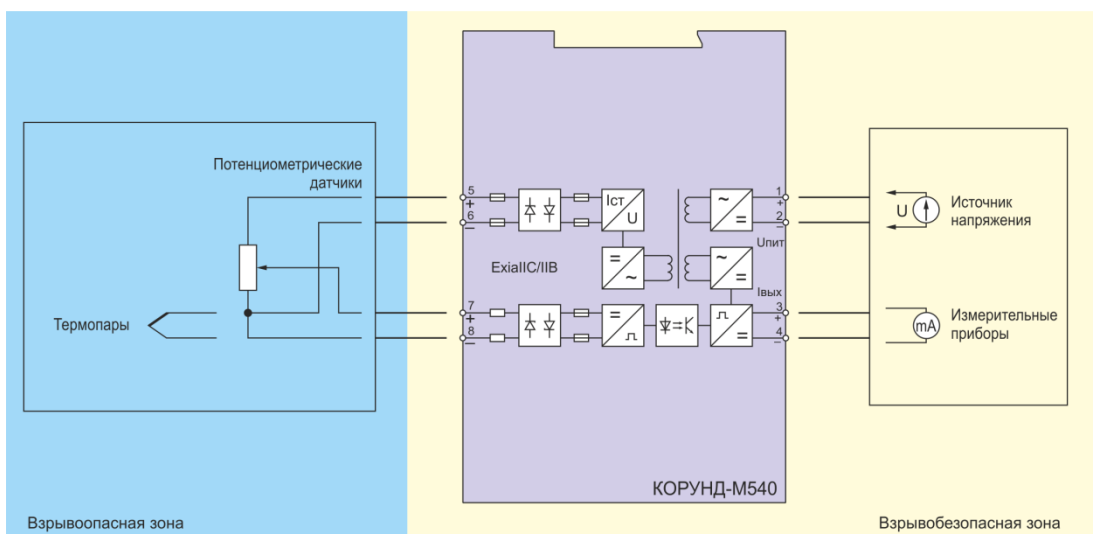 Потенциометрические
датчики
Термопары
5
+
6
–
ExiaIIC/IIB
7
+
8
–
Iст
U
=
~
~
=
~
=
=
=
1
+
2
–
Uпит
Iвых
3
+
4
–
U
Источник
напряжения
mA
Измерительные
приборы
КОРУНД-М540
Взрывоопасная зона
Взрывобезопасная зона